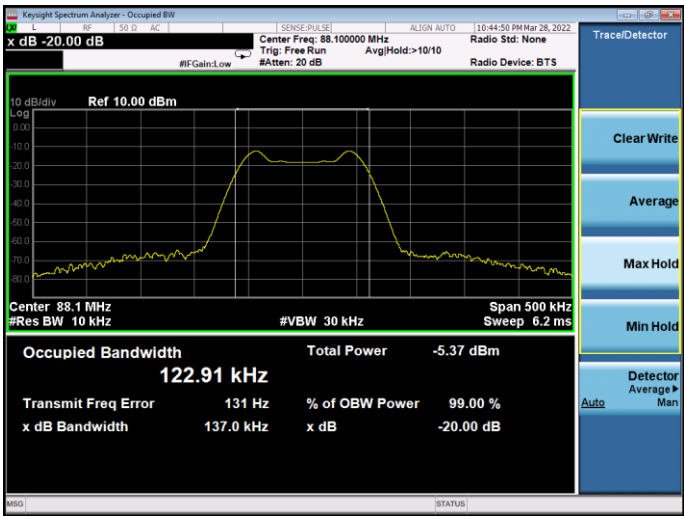 Keysight Spectrum Analyzer - Occupied BW
L RF 50 Ω AC SENSE:PULSE ALIGN AUTO 10:44:50 PM Mar 28, 2022
x dB -20.00 dB
Center Freq: 88.100000 MHz
Radio Std: None
Trig: Free Run Avg|Hold:>10/10
#IFGain:Low #Atten: 20 dB Radio Device: BTS
10 dB/div Ref 10.00 dBm
Log
0.00
-10.0
-20.0
-30.0
-40.0
-50.0
-60.0
-70.0
-80.0
Center 88.1 MHz Span 500 kHz
#Res BW 10 kHz #VBW 30 kHz Sweep 6.2 ms
Occupied Bandwidth Total Power -5.37 dBm
122.91 kHz
Transmit Freq Error 131 Hz % of OBW Power 99.00 %
x dB Bandwidth 137.0 kHz x dB -20.00 dB
MSG STATUS
Trace/Detector
Clear Write
Average
Max Hold
Min Hold
Detector
Average▶
Auto Man